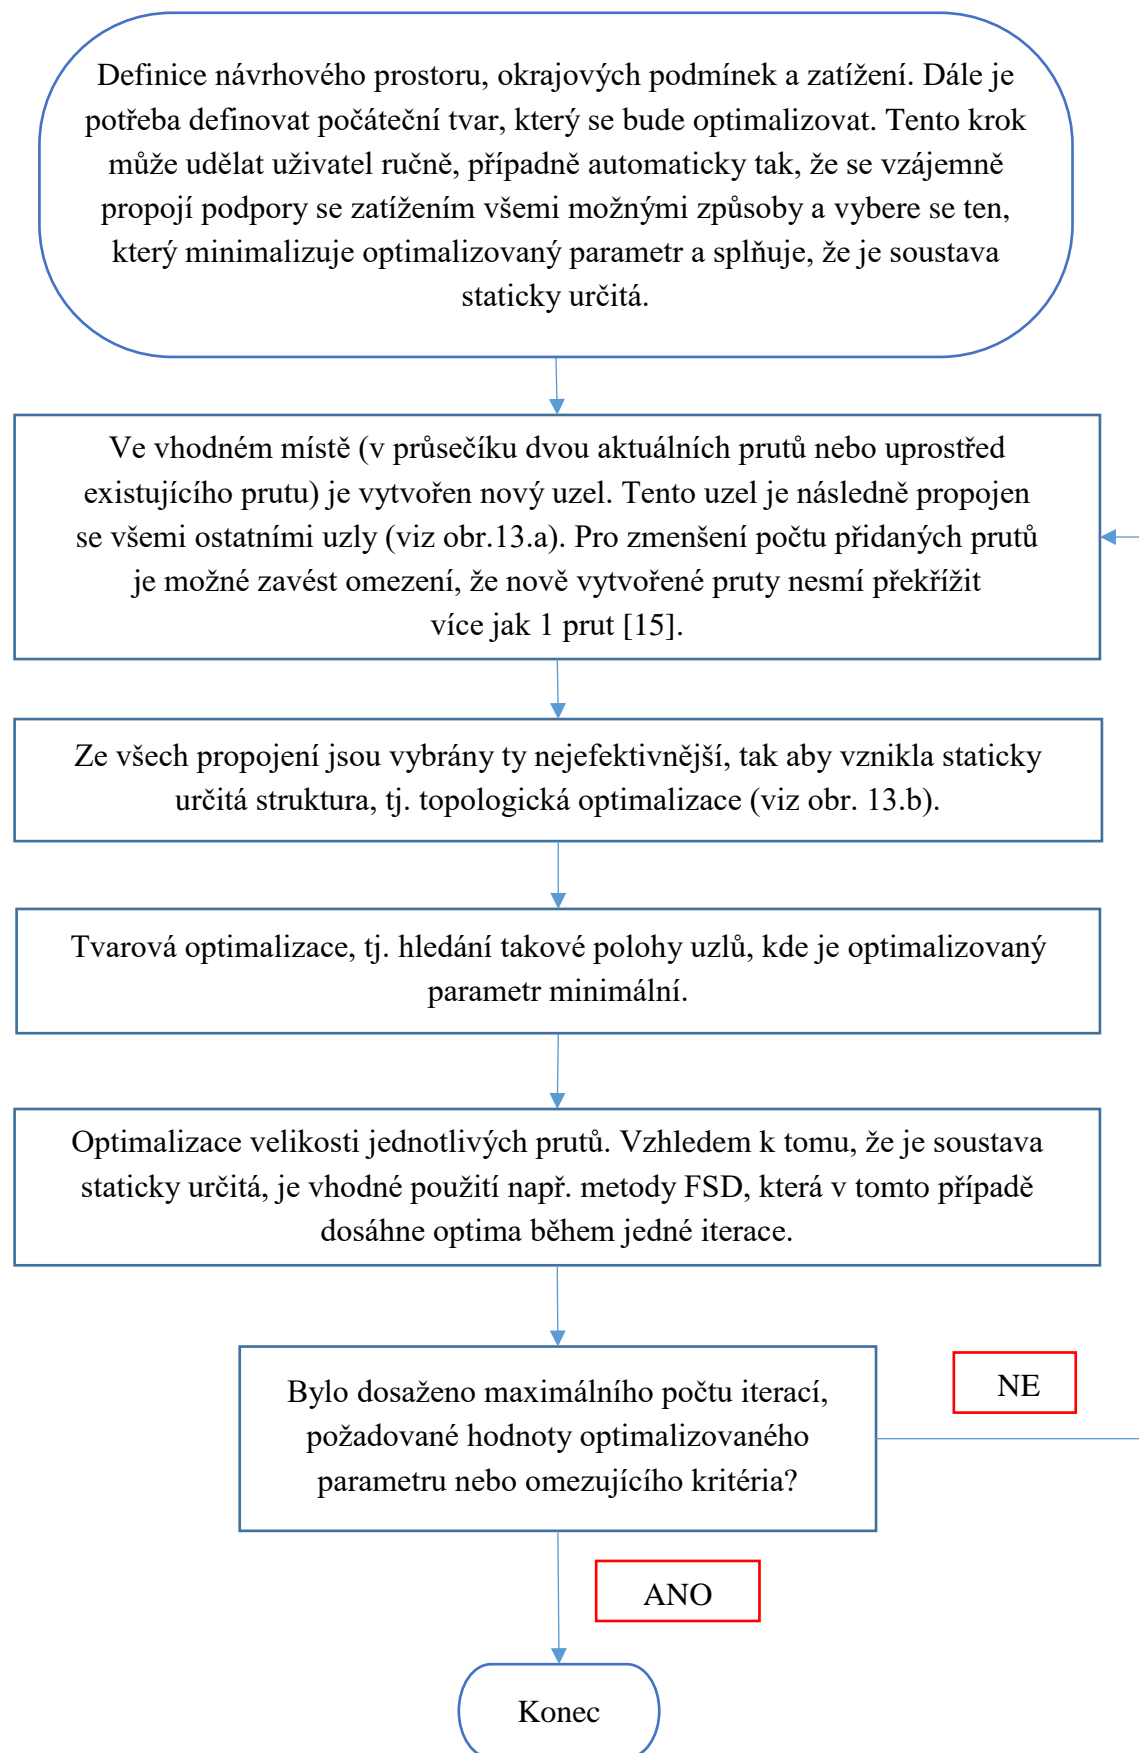 Definice návrhového prostoru, okrajových podmínek a zatížení. Dále je
potřeba definovat počáteční tvar, který se bude optimalizovat. Tento krok
může udělat uživatel ručně, případně automaticky tak, že se vzájemně
propojí podpory se zatížením všemi možnými způsoby a vybere se ten,
který minimalizuje optimalizovaný parametr a splňuje, že je soustava
staticky určitá.
Ve vhodném místě (v průsečíku dvou aktuálních prutů nebo uprostřed
existujícího prutu) je vytvořen nový uzel. Tento uzel je následně propojen
se všemi ostatními uzly (viz obr.13.a). Pro zmenšení počtu přidaných prutů
je možné zavést omezení, že nově vytvořené pruty nesmí překřížit
více jak 1 prut [15].
Ze všech propojení jsou vybrány ty nejefektivnější, tak aby vznikla staticky
určitá struktura, tj. topologická optimalizace (viz obr. 13.b).
Tvarová optimalizace, tj. hledání takové polohy uzlů, kde je optimalizovaný
parametr minimální.
Optimalizace velikosti jednotlivých prutů. Vzhledem k tomu, že je soustava
staticky určitá, je vhodné použití např. metody FSD, která v tomto případě
dosáhne optima během jedné iterace.
Bylo dosaženo maximálního počtu iterací,
požadované hodnoty optimalizovaného
parametru nebo omezujícího kritéria?
NE
ANO
Konec